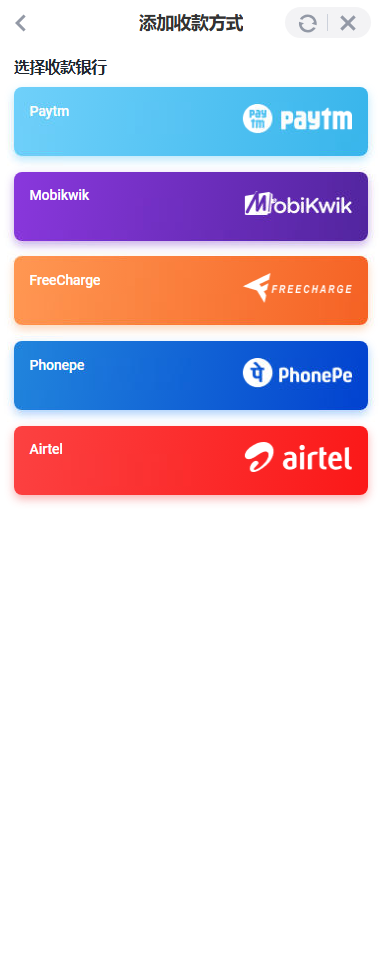 添加收款方式
选择收款银行
Paytm
pay tm paytm
Mobikwik
MobiKwik
FreeCharge
FREECHARGE
Phonepe
पे PhonePe
Airtel
airtel